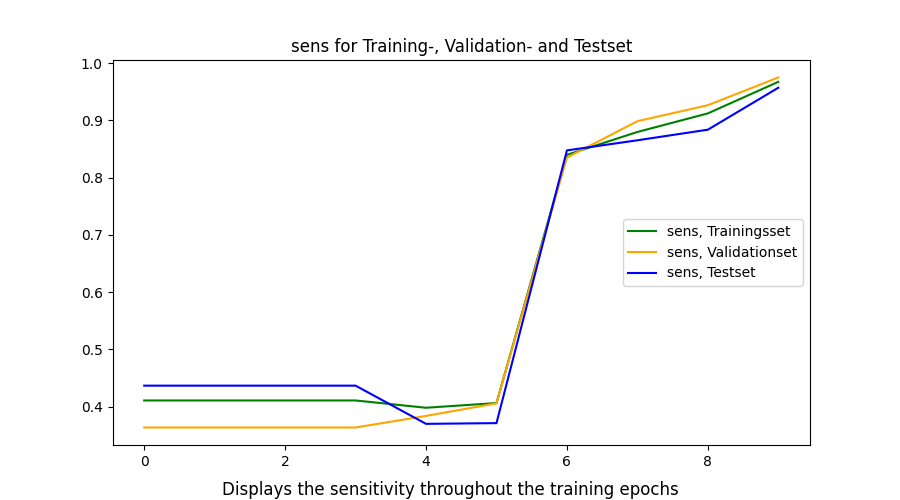 sens for Training-, Validation- and Testset
1.0
0.9
0.8
0.7
0.6
0.5
0.4
sens, Trainingsset
sens, Validationset
sens, Testset
0 2 4 6 8
Displays the sensitivity throughout the training epochs